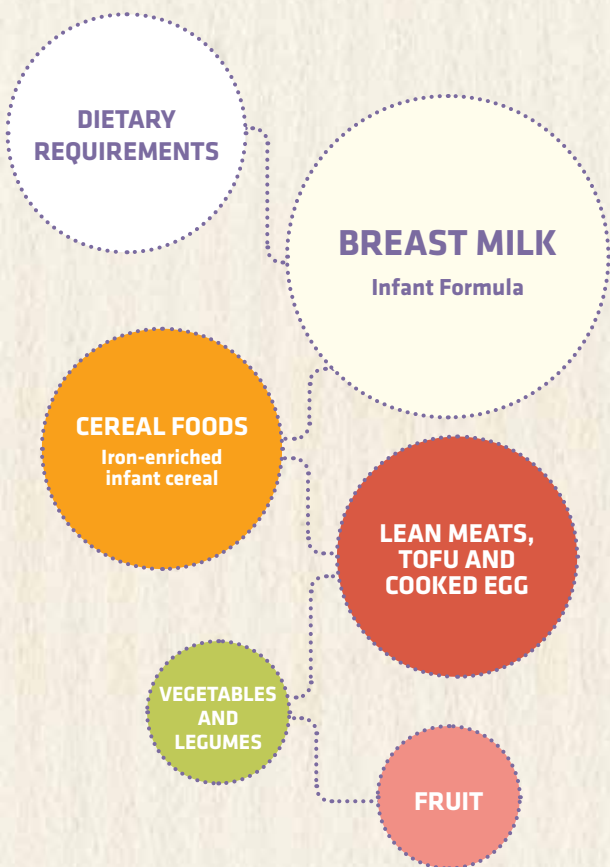 DIETARY
REQUIREMENTS
BREAST MILK
Infant Formula
CEREAL FOODS
Iron-enriched
infant cereal
LEAN MEATS,
TOFU AND
COOKED EGG
VEGETABLES
AND
LEGUMES
FRUIT